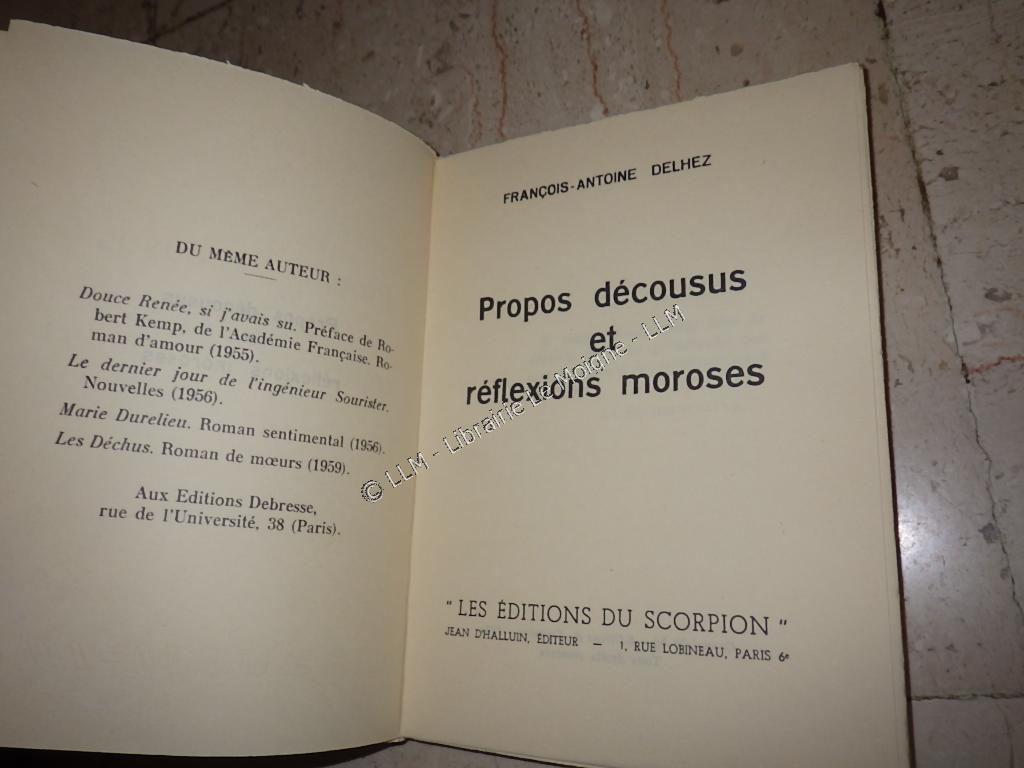 DU MÊME AUTEUR :
Douce Renée, si j'avais su. Préface de Ro-
bert Kemp, de l'Académie Française. Ro-
man d'amour (1955).
Le dernier jour de l'ingénieur Sourister.
Nouvelles (1956).
Marie Durelieu. Roman sentimental (1956).
Les Déchus. Roman de mœurs (1959).
Aux Editions Debresse,
rue de l'Université, 38 (Paris).
FRANÇOIS-ANTOINE DELHEZ
Propos décousus
et
réflexions moroses
" LES ÉDITIONS DU SCORPION "
JEAN D'HALLUIN, ÉDITEUR — 1, RUE LOBINEAU, PARIS 6e
© LLM - Librairie Le Moigne - LLM